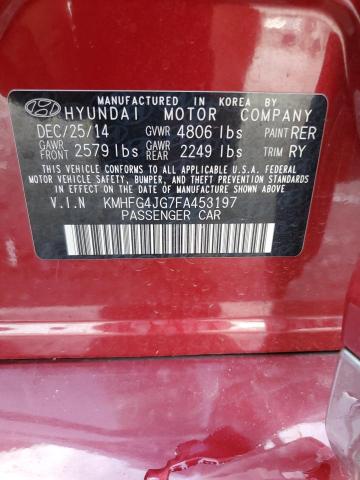 MANUFACTURED IN KOREA BY
HYUNDAI MOTOR COMPANY
DEC/25/14 GVWR 4806 lbs PAINT RER
GAWR FRONT 2579 lbs GAWR REAR 2249 lbs TRIM RY
THIS VEHICLE CONFORMS TO ALL APPLICABLE
U.S. FEDERAL MOTOR VEHICLE SAFETY, BUMPER,
AND THEFT PREVENTION STANDARDS IN
EFFECT ON THE DATE OF MANUFACTURE SHOWN ABOVE.
V.I.N KMHFG4JG7FA453197
PASSENGER CAR